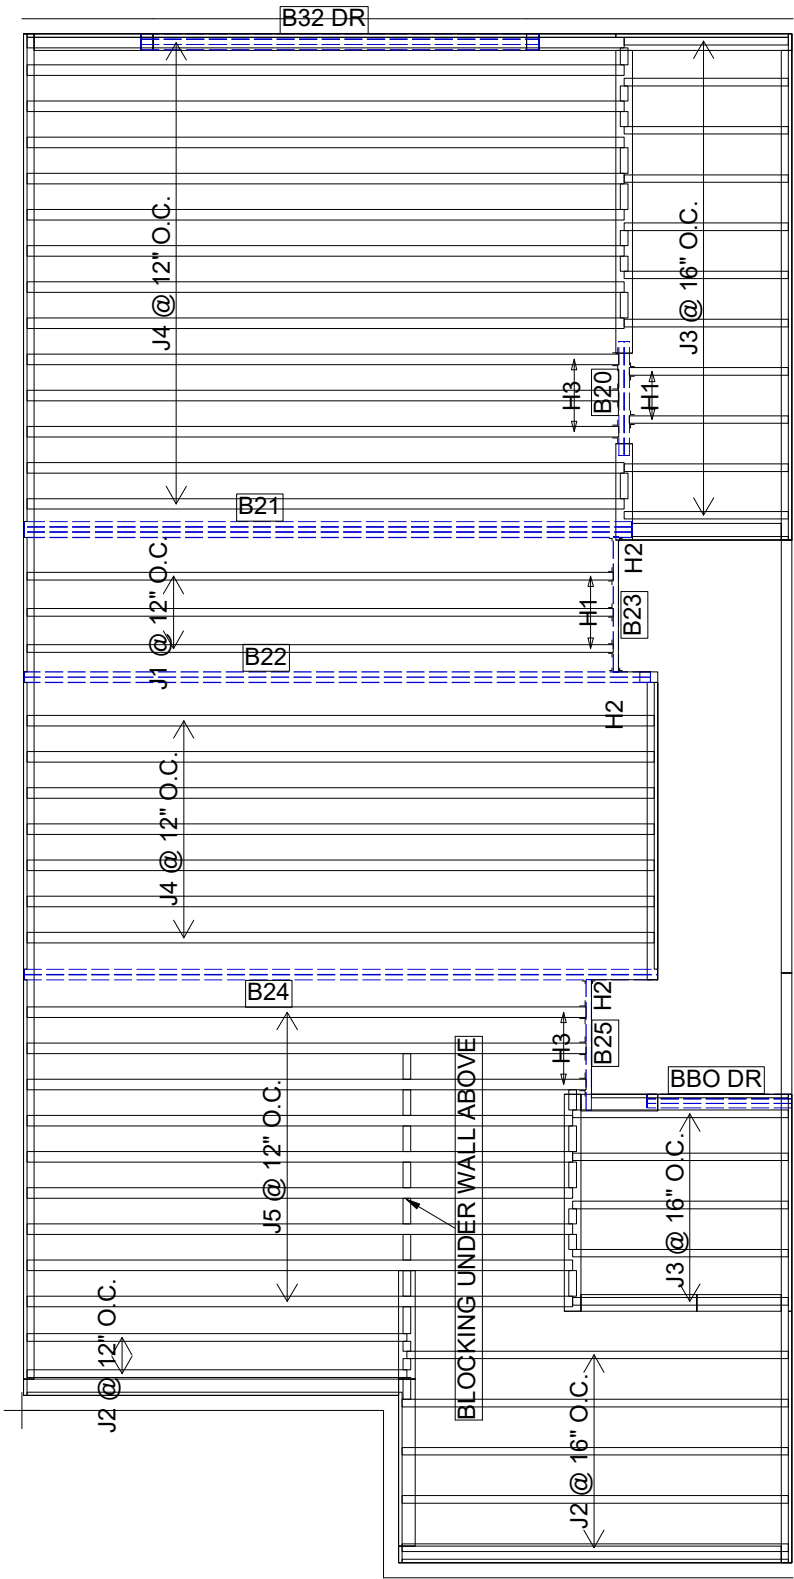 B32 DR
J4 @ 12" O.C.
J3 @ 16" O.C.
H3
B20
H1
B21
J1 @ 12" O.C.
H1
H2
B23
B22
H2
J4 @ 12" O.C.
B24
H2
H3
B25
BBO DR
J5 @ 12" O.C.
BLOCKING UNDER WALL ABOVE
J3 @ 16" O.C.
J2 @ 12" O.C.
J2 @ 16" O.C.